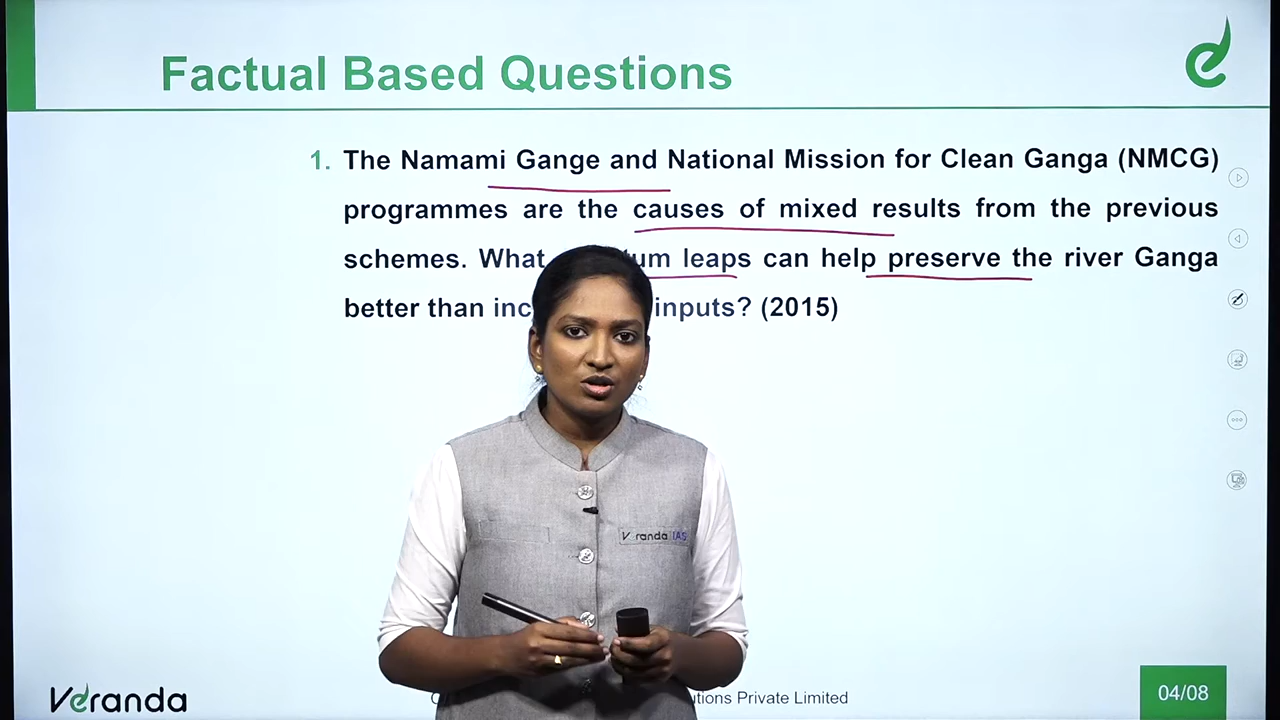 Factual Based Questions
1. The Namami Gange and National Mission for Clean Ganga (NMCG)
programmes are the causes of mixed results from the previous
schemes. What leaps can help preserve the river Ganga
better than inputs? (2015)
V randa IAS
Veranda
Private Limited
04/08